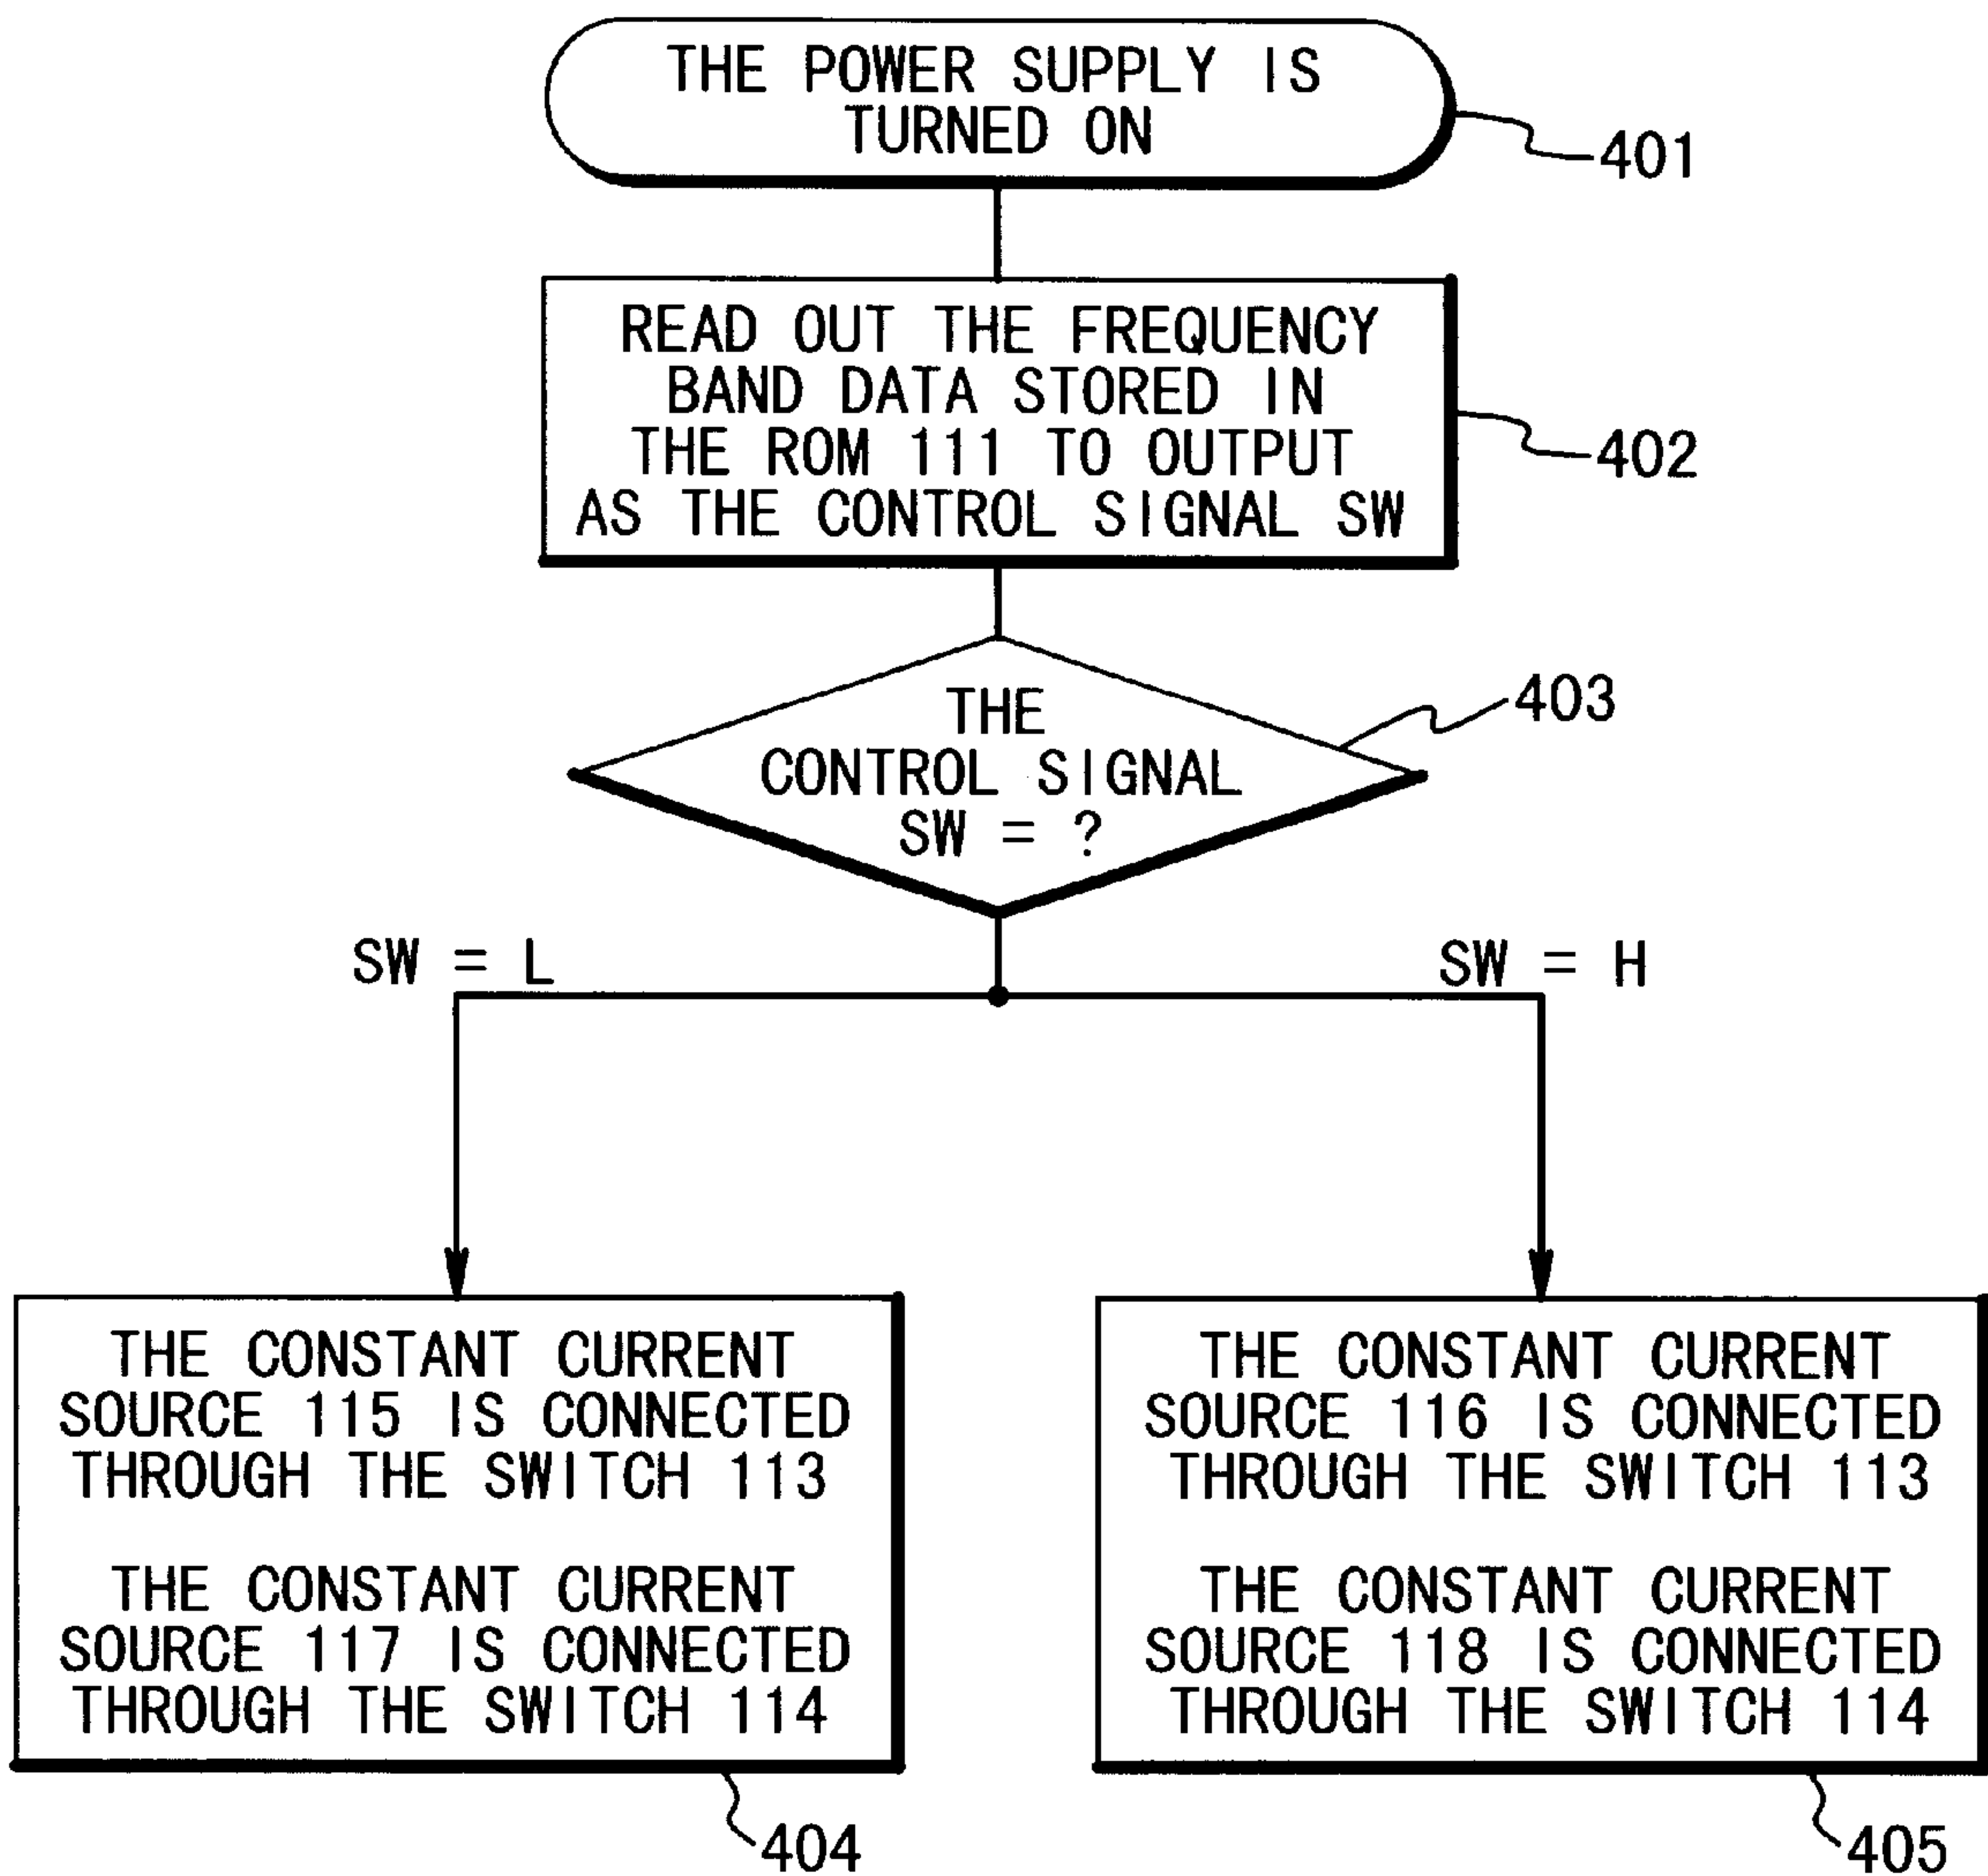 THE POWER SUPPLY IS
TURNED ON
401
READ OUT THE FREQUENCY
BAND DATA STORED IN
THE ROM 111 TO OUTPUT
AS THE CONTROL SIGNAL SW
402
THE
CONTROL SIGNAL
SW = ?
403
SW = L
SW = H
THE CONSTANT CURRENT
SOURCE 115 IS CONNECTED
THROUGH THE SWITCH 113
THE CONSTANT CURRENT
SOURCE 117 IS CONNECTED
THROUGH THE SWITCH 114
404
THE CONSTANT CURRENT
SOURCE 116 IS CONNECTED
THROUGH THE SWITCH 113
THE CONSTANT CURRENT
SOURCE 118 IS CONNECTED
THROUGH THE SWITCH 114
405